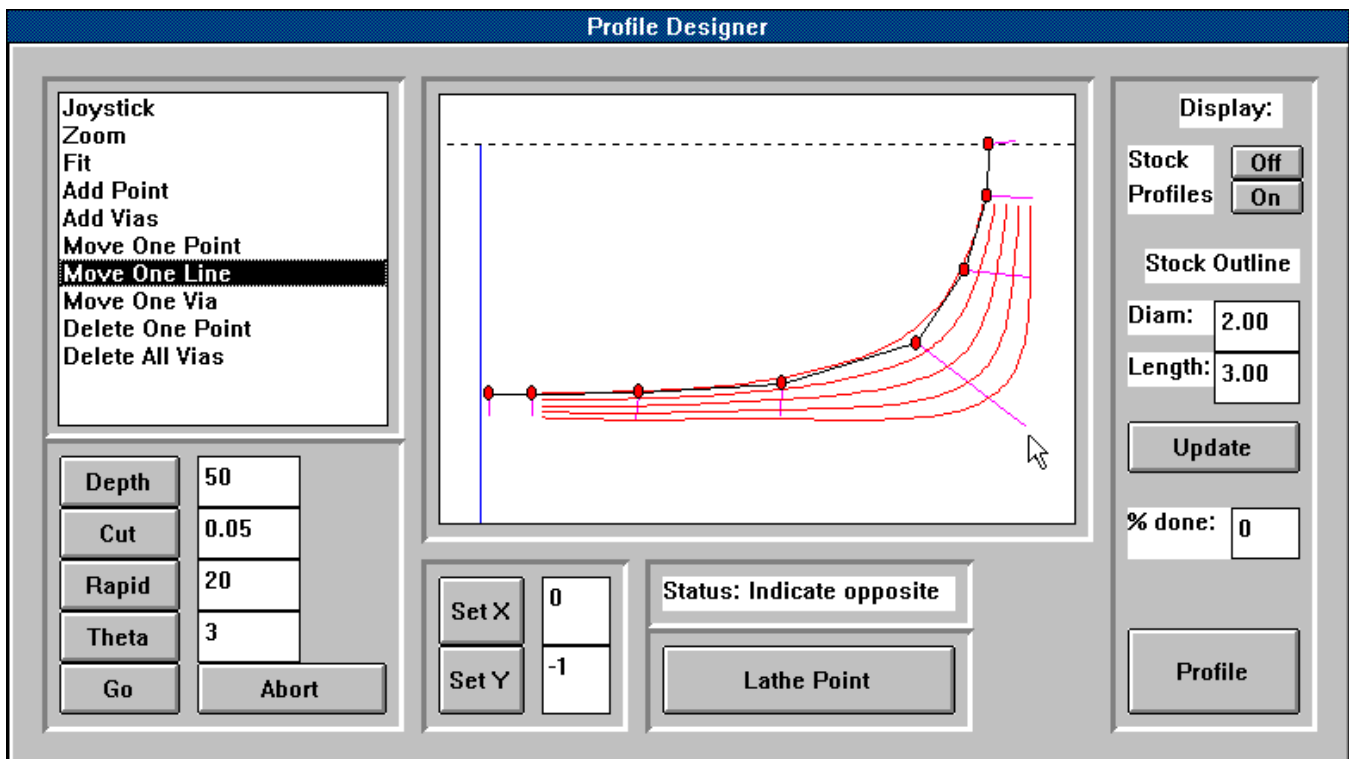 Profile Designer
Joystick
Zoom
Fit
Add Point
Add Vias
Move One Point
Move One Line
Move One Via
Delete One Point
Delete All Vias
Depth 50
Cut 0.05
Rapid 20
Theta 3
Go Abort
Set X 0
Set Y -1
Status: Indicate opposite
Lathe Point
Display:
Stock Off
Profiles On
Stock Outline
Diam: 2.00
Length: 3.00
Update
% done: 0
Profile